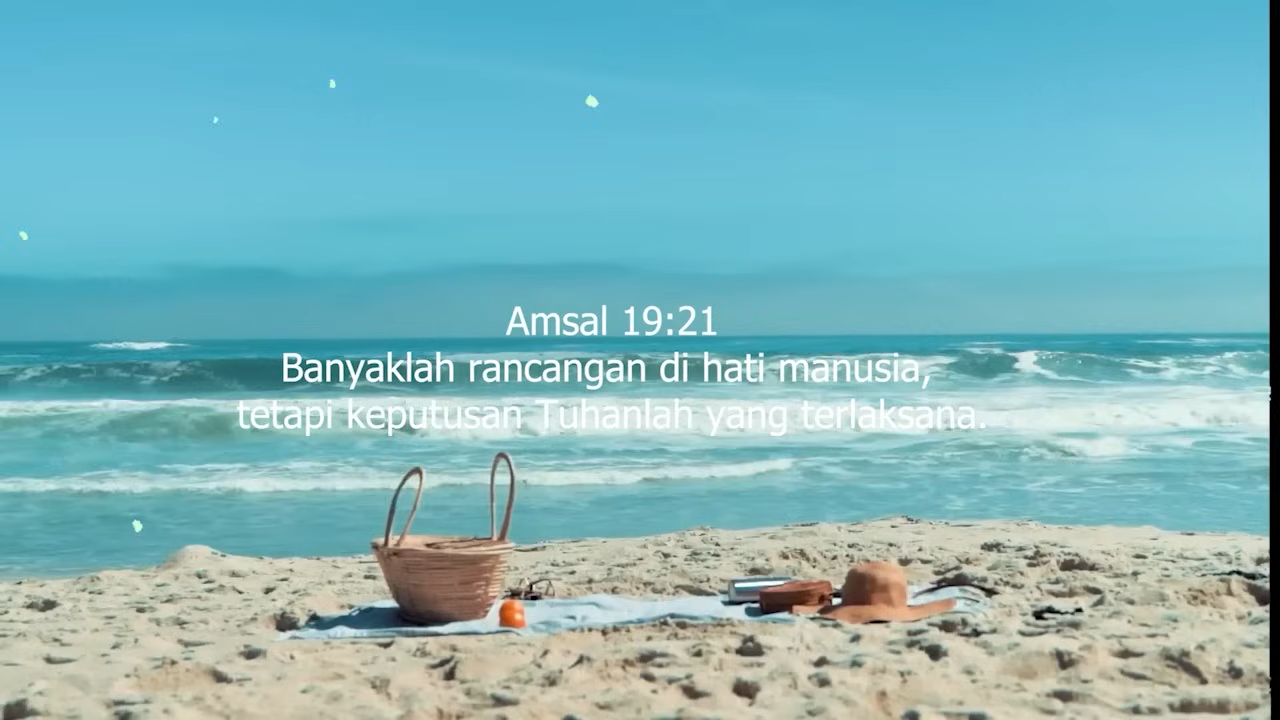 Amsal 19:21
Banyaklah rancangan di hati manusia,
tetapi keputusan Tuhanlah yang terlaksana.